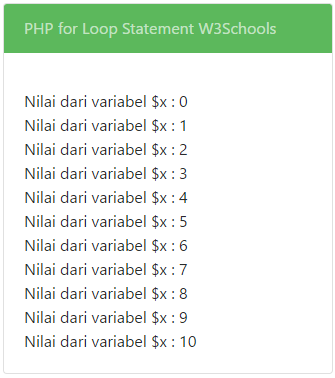 PHP for Loop Statement W3Schools
Nilai dari variabel $x : 0
Nilai dari variabel $x : 1
Nilai dari variabel $x : 2
Nilai dari variabel $x : 3
Nilai dari variabel $x : 4
Nilai dari variabel $x : 5
Nilai dari variabel $x : 6
Nilai dari variabel $x : 7
Nilai dari variabel $x : 8
Nilai dari variabel $x : 9
Nilai dari variabel $x : 10